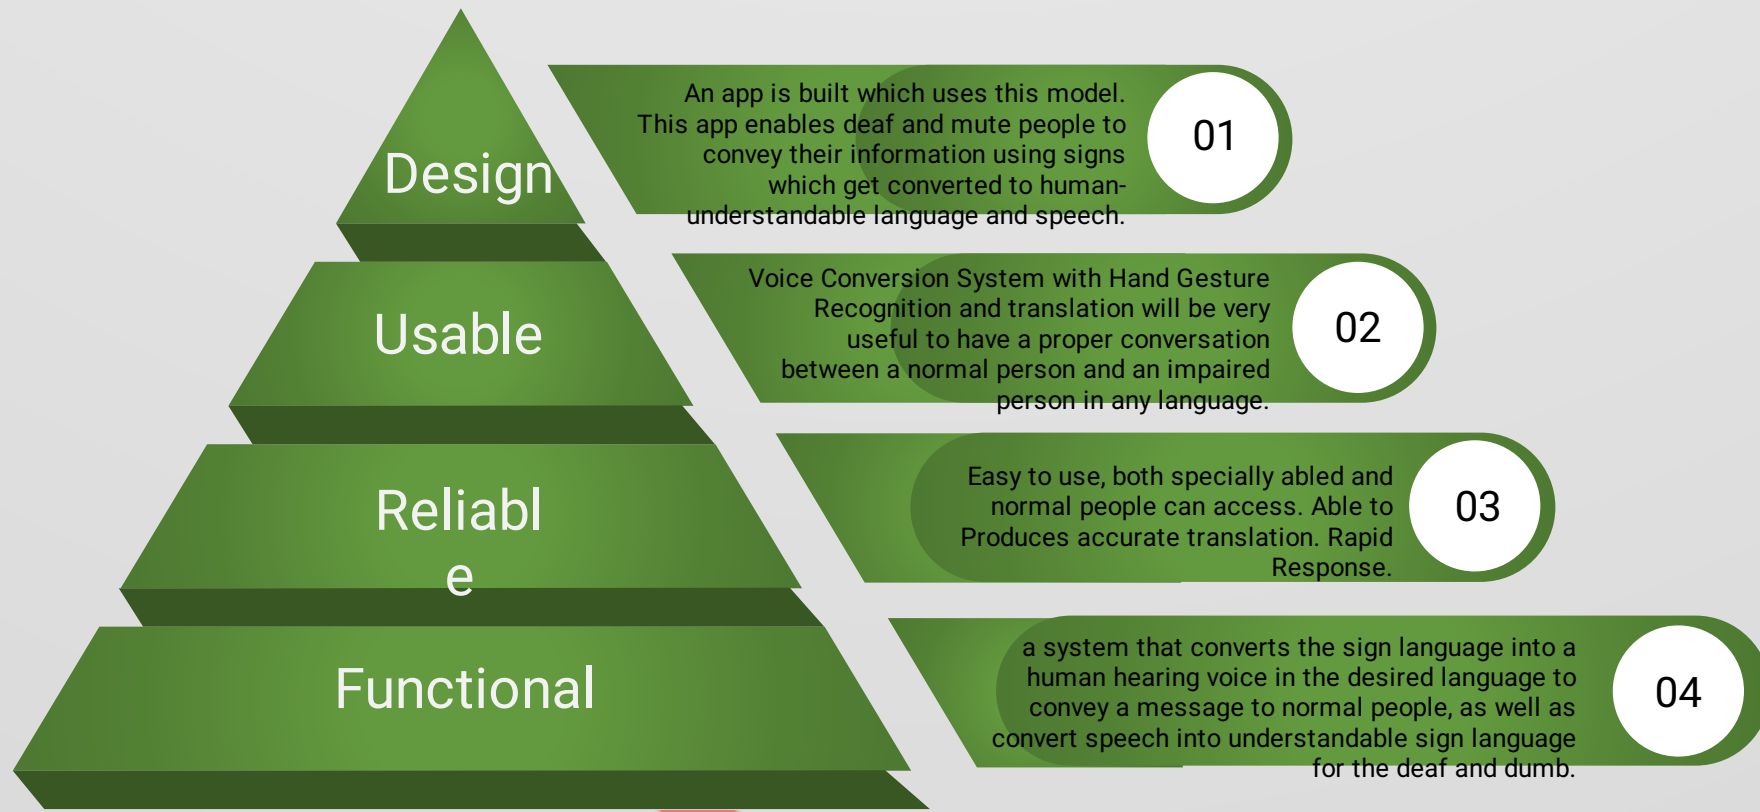 Design
An app is built which uses this model.
This app enables deaf and mute people to
convey their information using signs
which get converted to human-
understandable language and speech.
01
Usable
Voice Conversion System with Hand Gesture
Recognition and translation will be very
useful to have a proper conversation
between a normal person and an impaired
person in any language.
02
Reliabl
e
Easy to use, both specially abled and
normal people can access. Able to
Produces accurate translation. Rapid
Response.
03
Functional
a system that converts the sign language into a
human hearing voice in the desired language to
convey a message to normal people, as well as
convert speech into understandable sign language
for the deaf and dumb.
04